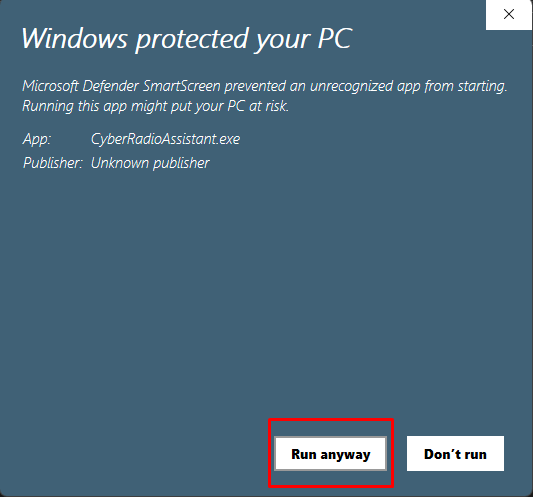 Windows protected your PC
Microsoft Defender SmartScreen prevented an unrecognized app from starting.
Running this app might put your PC at risk.
App: CyberRadioAssistant.exe
Publisher: Unknown publisher
Run anyway Don't run